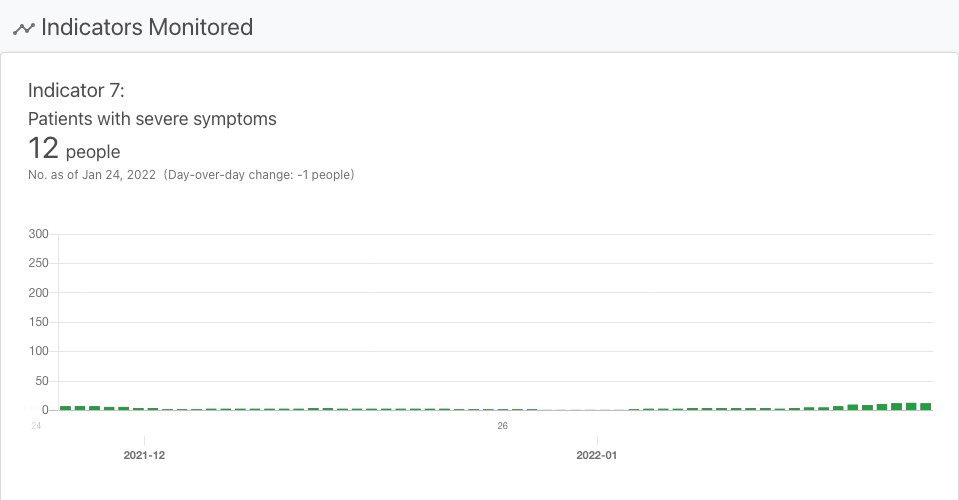 Indicators Monitored
Indicator 7:
Patients with severe symptoms
12 people
No. as of Jan 24, 2022 (Day-over-day change: -1 people)
300
250
200
150
100
50
0
24 26
2021-12 2022-01